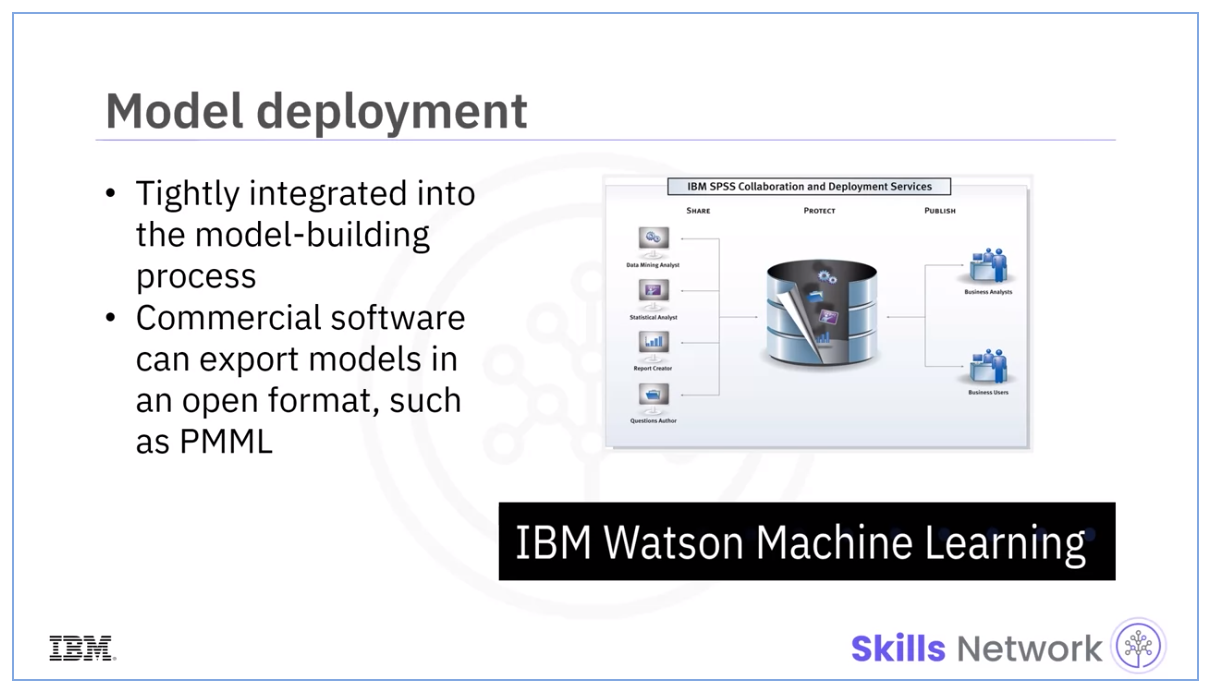 Model deployment
• Tightly integrated into
the model-building
process
• Commercial software
can export models in
an open format, such
as PMML
IBM SPSS Collaboration and Deployment Services
SHARE
PROTECT
PUBLISH
Data Mining Analyst
Statistical Analyst
Report Creator
Questions Author
Business Analysts
Business Users
IBM Watson Machine Learning
IBM.
Skills Network